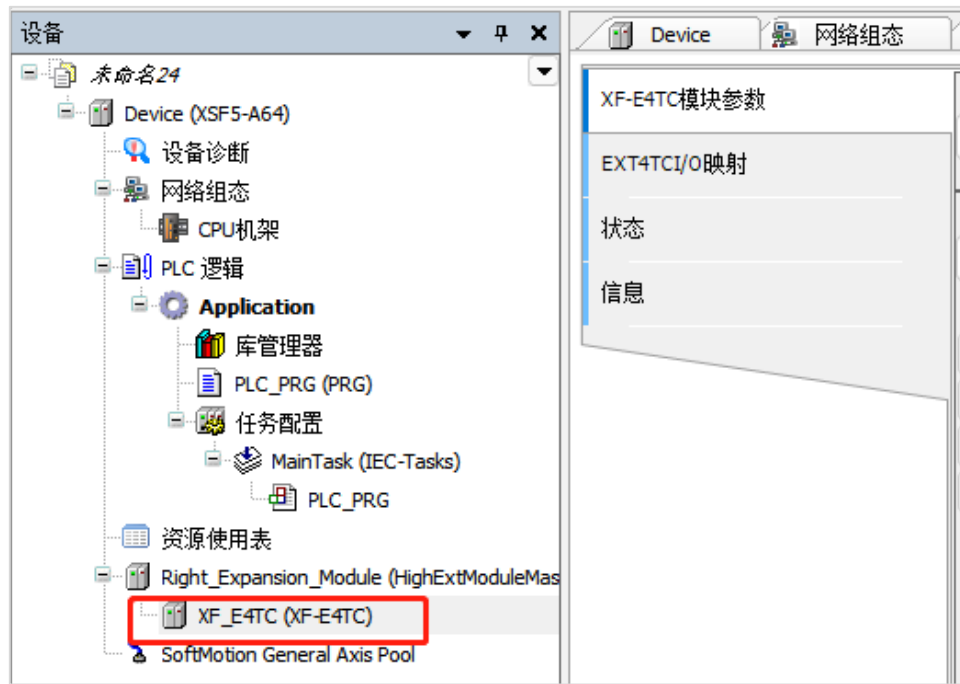 设备
未命名24
Device (XSF5-A64)
设备诊断
网络组态
CPU机架
PLC 逻辑
Application
库管理器
PLC_PRG (PRG)
任务配置
MainTask (IEC-Tasks)
PLC_PRG
资源使用表
Right_Expansion_Module (HighExtModuleMas
XF_E4TC (XF-E4TC)
SoftMotion General Axis Pool
Device
网络组态
XF-E4TC模块参数
EXT4TCI/O映射
状态
信息